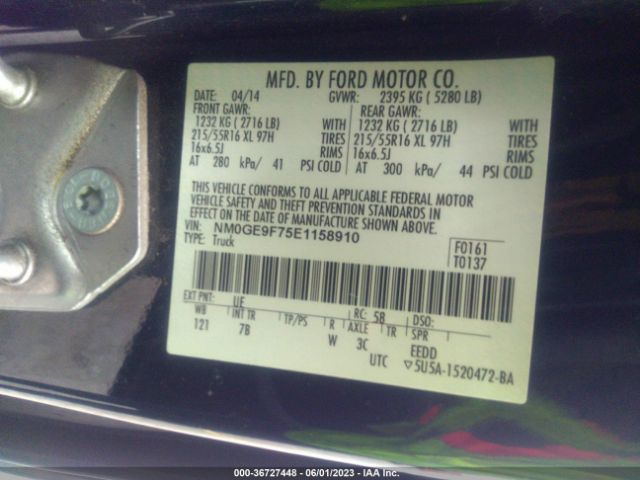 MFD. BY FORD MOTOR CO.
DATE: 04/14 GVWR: 2395 KG ( 5280 LB)
FRONT GAWR: REAR GAWR:
1232 KG ( 2716 LB) WITH 1232 KG ( 2716 LB) WITH
215/55R16 XL 97H TIRES 215/55R16 XL 97H TIRES
16x6.5J RIMS 16x6.5J RIMS
AT 280 kPa/ 41 PSI COLD AT 300 kPa/ 44 PSI COLD
THIS VEHICLE CONFORMS TO ALL APPLICABLE FEDERAL MOTOR
VEHICLE SAFETY AND THEFT PREVENTION STANDARDS IN
EFFECT ON THE DATE OF MANUFACTURE SHOWN ABOVE.
VIN: NM0GE9F75E1158910
TYPE: Truck
F0161
T0137
EXT PNT: UE RC: 58 DSO:
WB INT TR TP/PS R AXLE TR SPR
121 7B W 3C EEDD
UTC ▽5U5A-1520472-BA
000-36727448 | 06/01/2023 | IAA Inc.